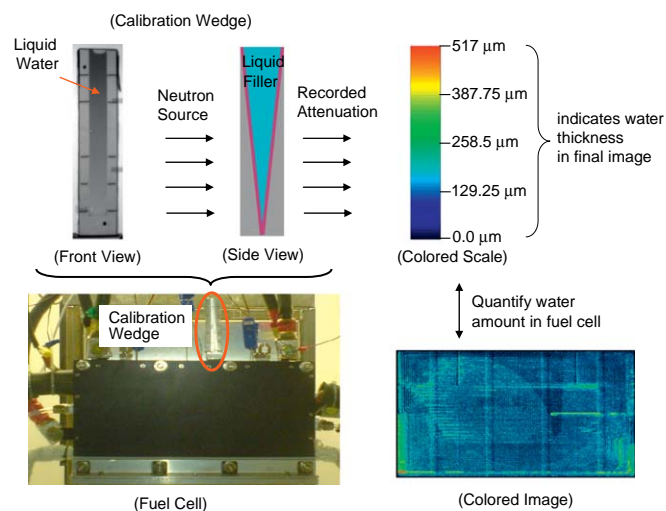 (Calibration Wedge)
Liquid
Water
Neutron
Source
Liquid
Filler
Recorded
Attenuation
517 μm
387.75 μm
258.5 μm
129.25 μm
0.0 μm
indicates water
thickness
in final image
(Front View)
(Side View)
(Colored Scale)
Calibration
Wedge
Quantify water
amount in fuel cell
(Fuel Cell)
(Colored Image)